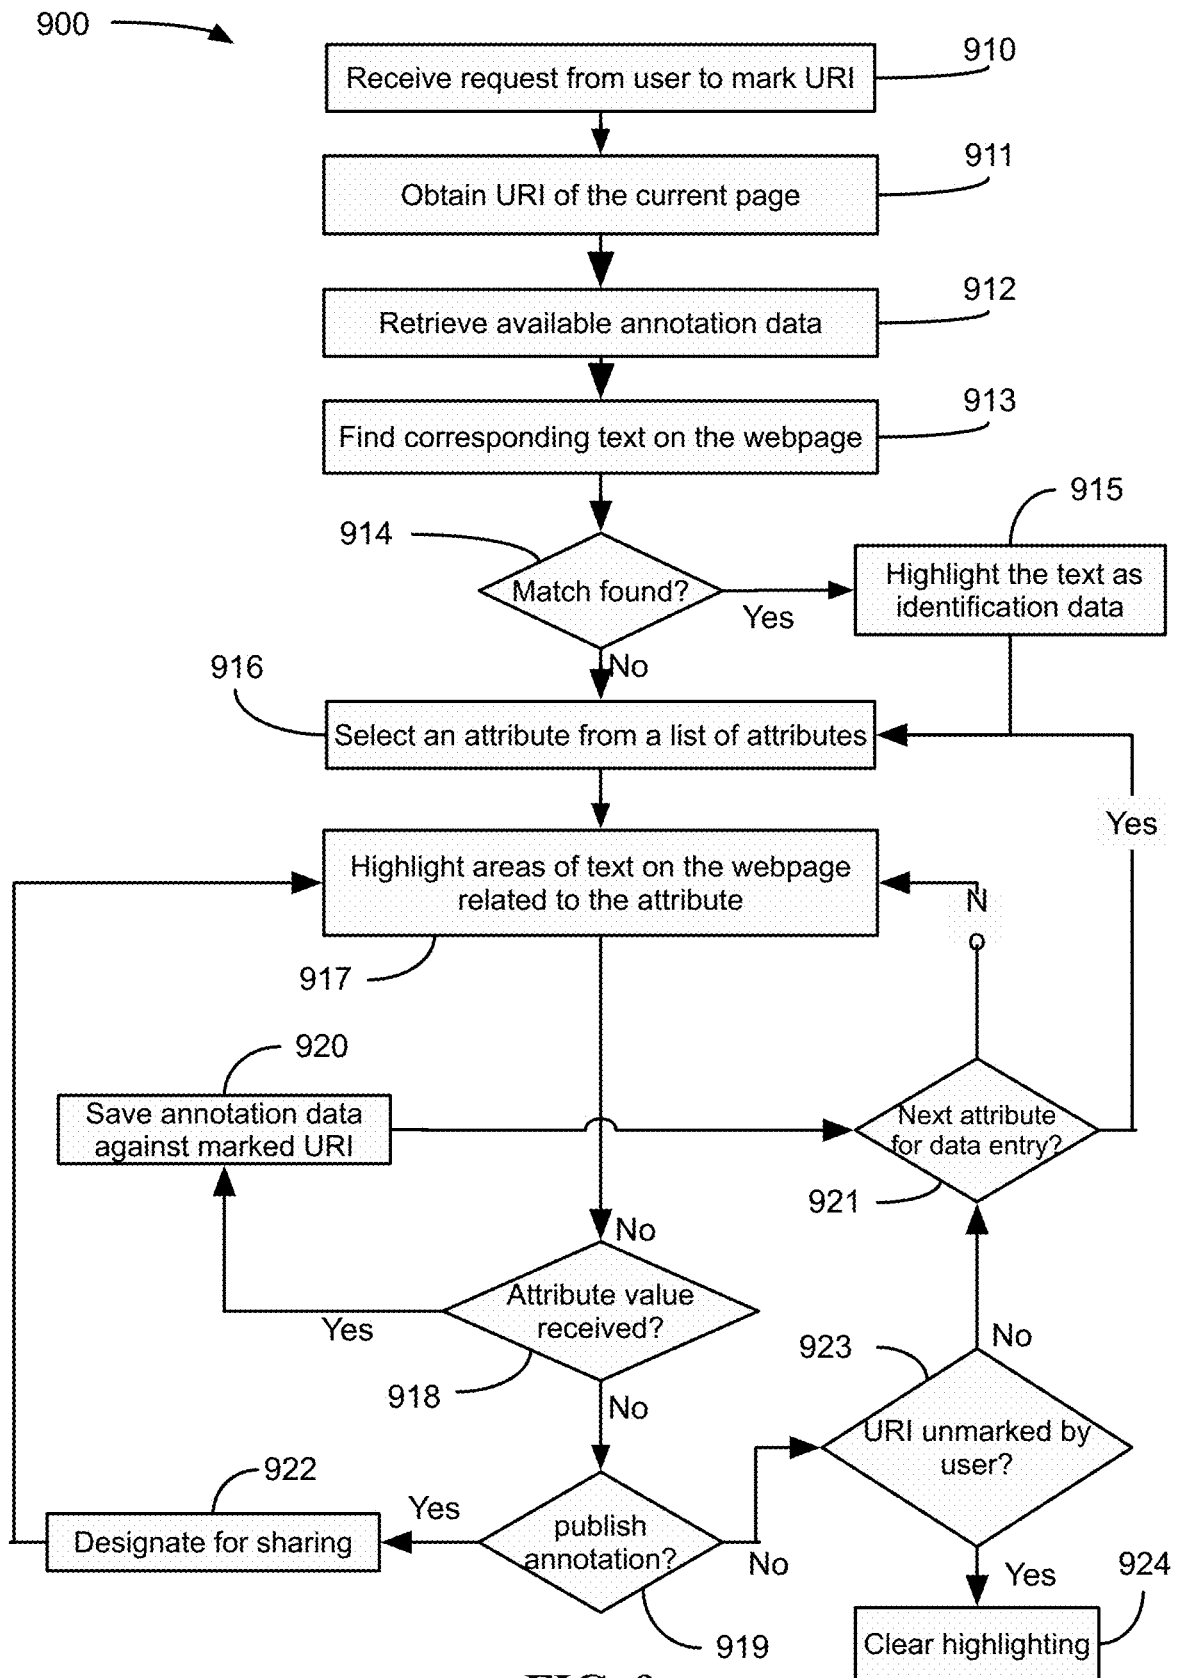 900
910
Receive request from user to mark URI
911
Obtain URI of the current page
912
Retrieve available annotation data
913
Find corresponding text on the webpage
914
Match found?
Yes
915
Highlight the text as
identification data
No
916
Select an attribute from a list of attributes
Yes
Highlight areas of text on the webpage
related to the attribute
917
N
o
920
Save annotation data
against marked URI
Next attribute
for data entry?
921
No
Attribute value
received?
Yes
918
No
923
No
URI unmarked by
user?
922
Designate for sharing
Yes
publish
annotation?
No
919
Yes
924
Clear highlighting